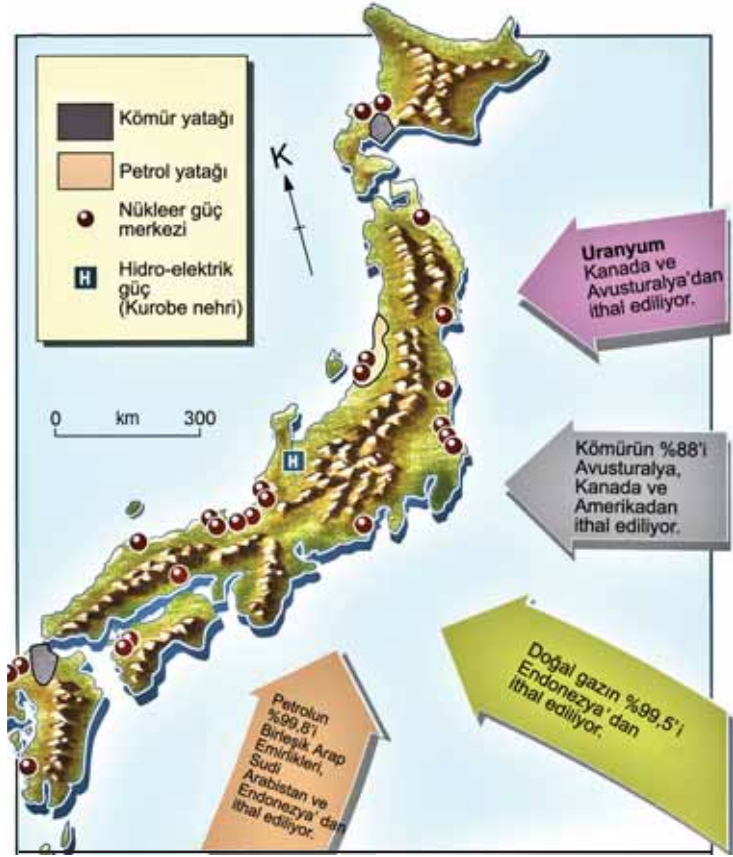 Kömür yatağı
Petrol yatağı
Nükleer güç
merkezi
H
Hidro-elektrik
güç
(Kurobe nehri)
K
0 km 300
H
Uranyum
Kanada ve
Avusturalya'dan
ithal ediliyor.
Kömürün %88'i
Avusturalya,
Kanada ve
Amerikadan
ithal ediliyor.
Doğal gazın %99,5'i
Endonezya' dan
ithal ediliyor.
Petrolun
%99,8'i
Birleşik Arap
Emirlikleri,
Sudi
Arabistan ve
Endonezya' dan
ithal ediliyor.